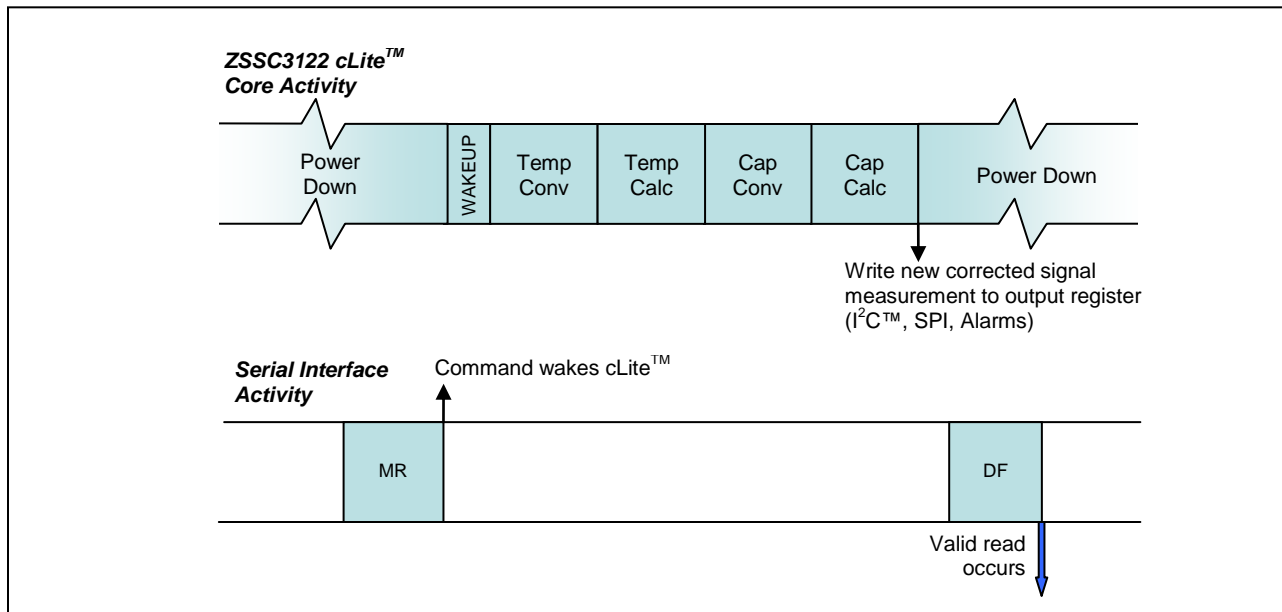 ZSSC3122 cLite™
Core Activity
Power
Down
WAKEUP
Temp
Conv
Temp
Calc
Cap
Conv
Cap
Calc
Power Down
Write new corrected signal
measurement to output register
(I²C™, SPI, Alarms)
Serial Interface
Activity
Command wakes cLite™
MR
DF
Valid read
occurs